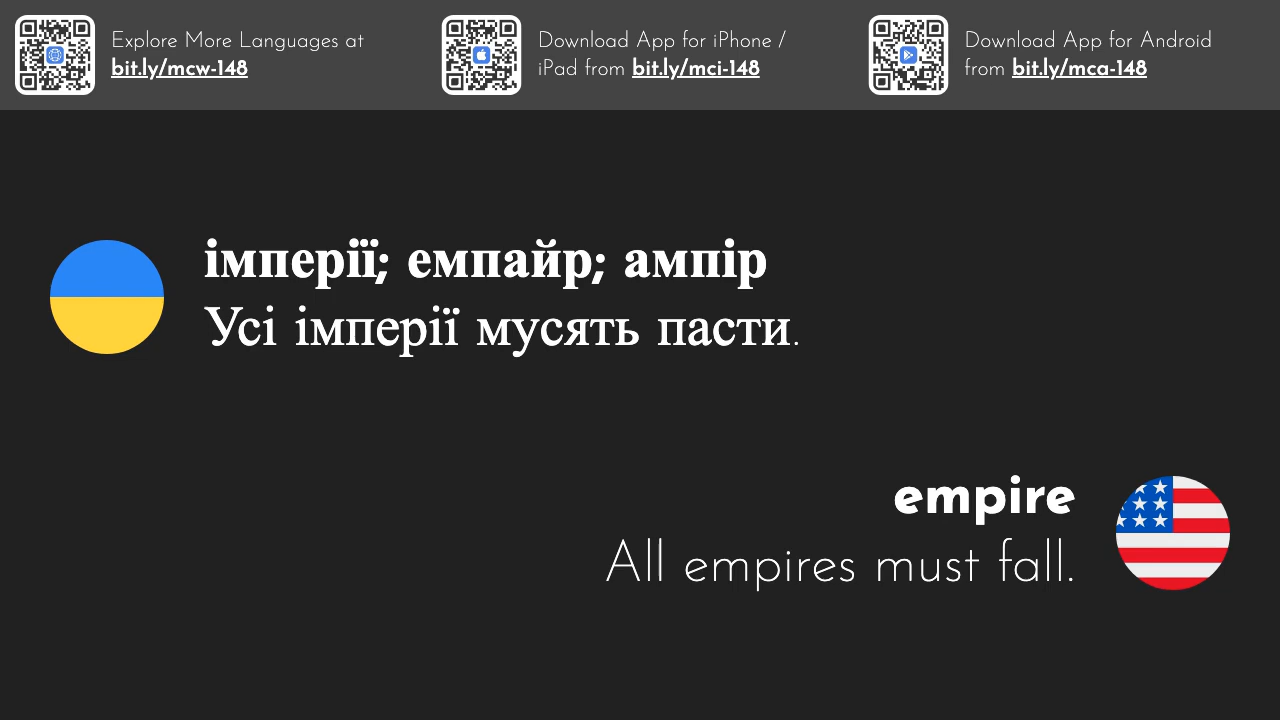 Explore More Languages at
bit.ly/mcw-148
Download App for iPhone /
iPad from bit.ly/mci-148
Download App for Android
from bit.ly/mca-148
імперії; емпайр; ампір
Усі імперії мусять пасти.
empire
All empires must fall.